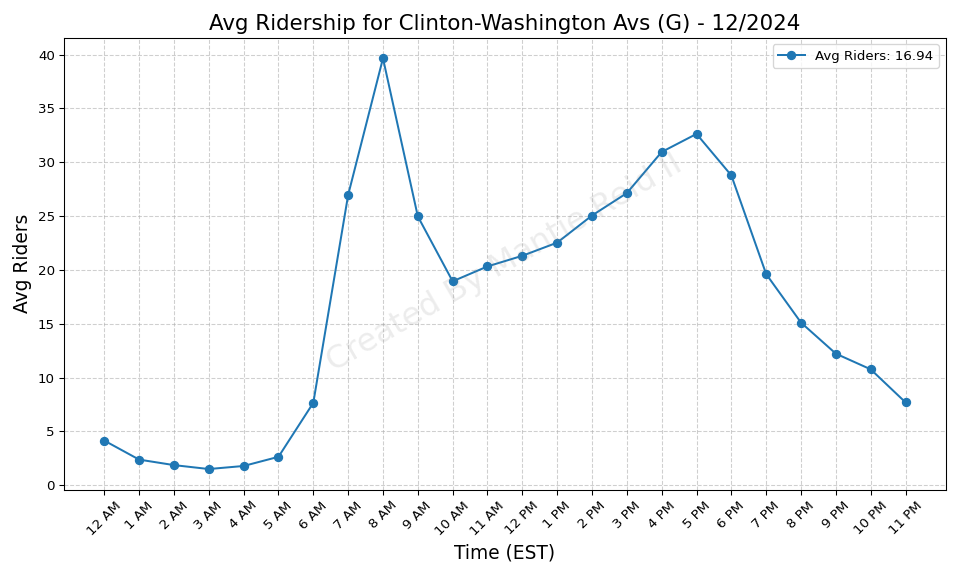 Avg Ridership for Clinton-Washington Avs (G) - 12/2024
Avg Riders: 16.94
40
35
30
25
20
15
10
5
0
Avg Riders
Created By Mantie Reid II
12 AM
1 AM
2 AM
3 AM
4 AM
5 AM
6 AM
7 AM
8 AM
9 AM
10 AM
11 AM
12 PM
1 PM
2 PM
3 PM
4 PM
5 PM
6 PM
7 PM
8 PM
9 PM
10 PM
11 PM
Time (EST)